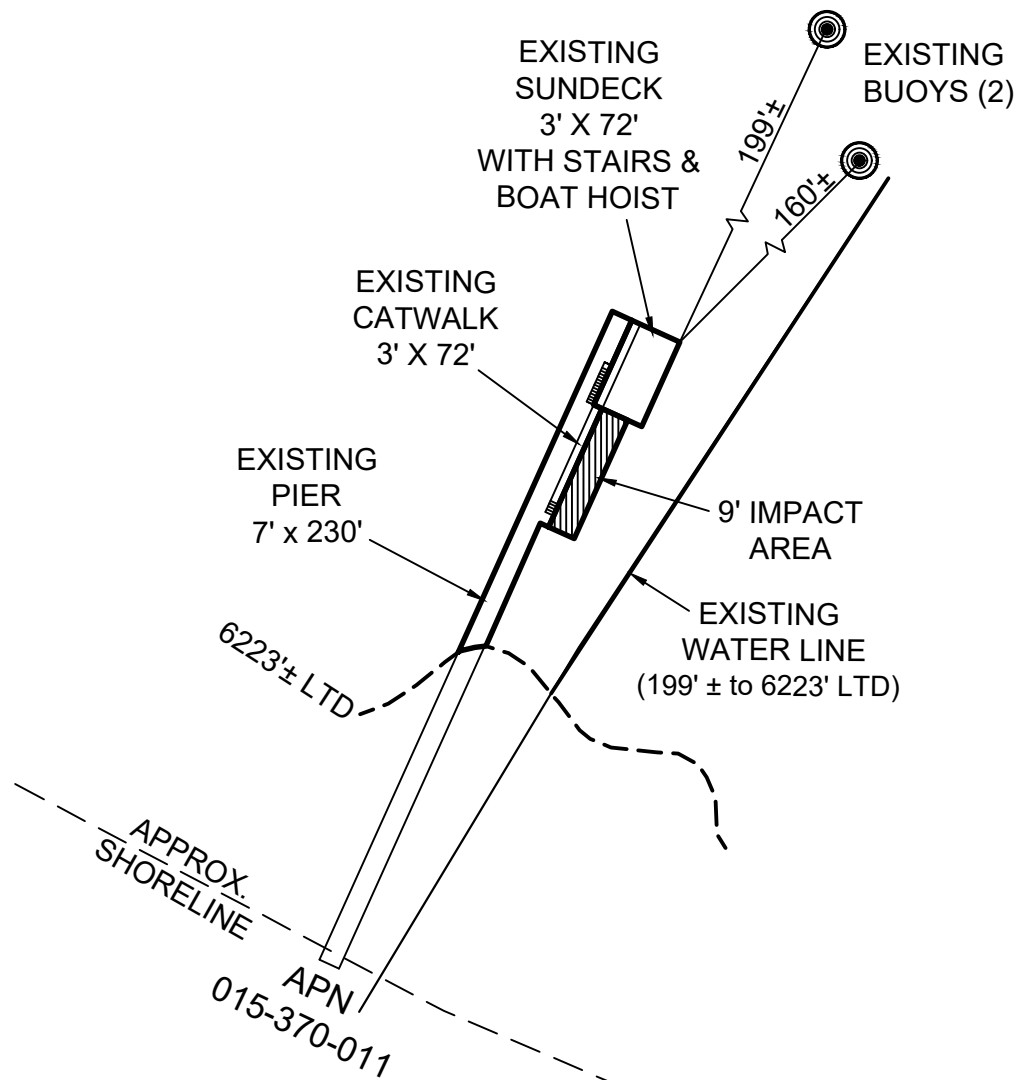 EXISTING
SUNDECK
3' X 72'
WITH STAIRS &
BOAT HOIST
EXISTING
BUOYS (2)
199'±
160'±
EXISTING
CATWALK
3' X 72'
EXISTING
PIER
7' x 230'
9' IMPACT
AREA
EXISTING
WATER LINE
(199' ± to 6223' LTD)
6223'± LTD
APPROX.
SHORELINE
APN
015-370-011